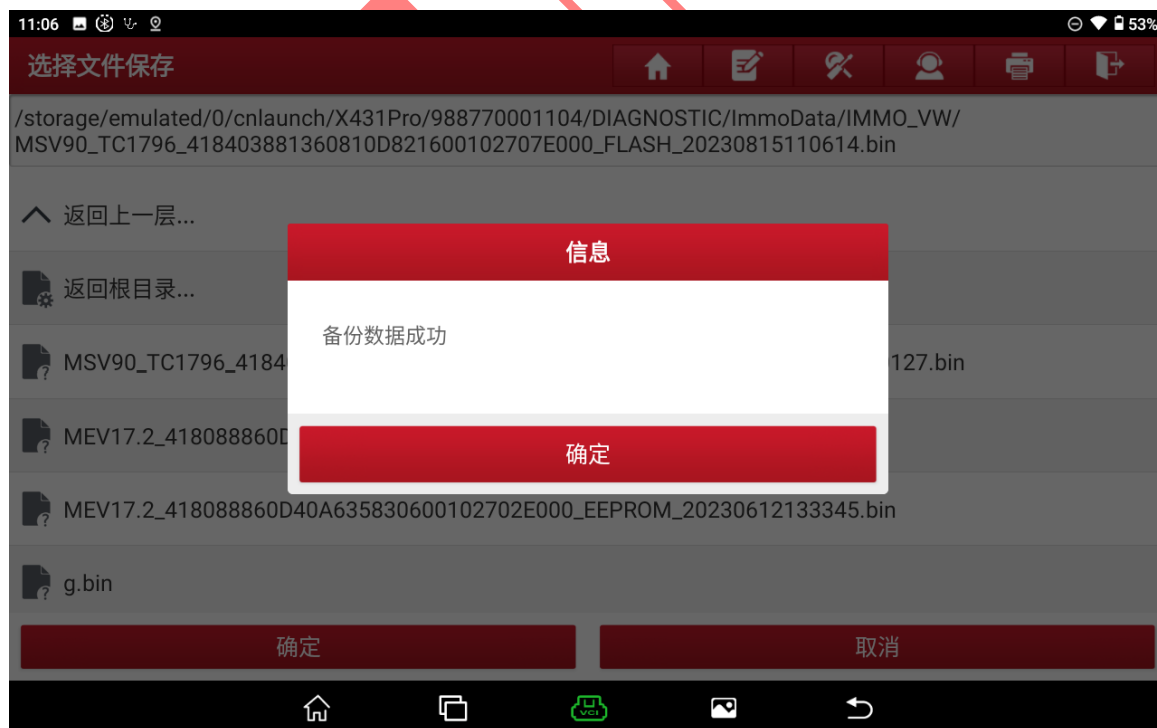 11:06
53%
选择文件保存
/storage/emulated/0/cnlaunch/X431Pro/988770001104/DIAGNOSTIC/ImmoData/IMMO_VW/
MSV90_TC1796_418403881360810D821600102707E000_FLASH_20230815110614.bin
返回上一层...
信息
返回根目录...
备份数据成功
MSV90_TC1796_4184 127.bin
MEV17.2_418088860D
确定
MEV17.2_418088860D40A635830600102702E000_EEPROM_20230612133345.bin
g.bin
确定 取消
VCI